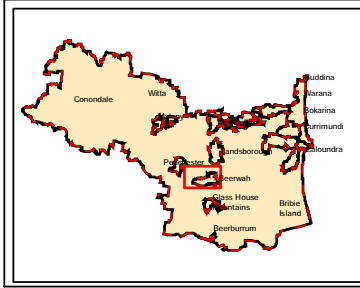 Buddina
Warana
Bokarina
Currimundi
Caloundra
Witta
Conondale
Landsborough
Beerwah
Glass House
Mountains
Bribie
Island
Beerburrum